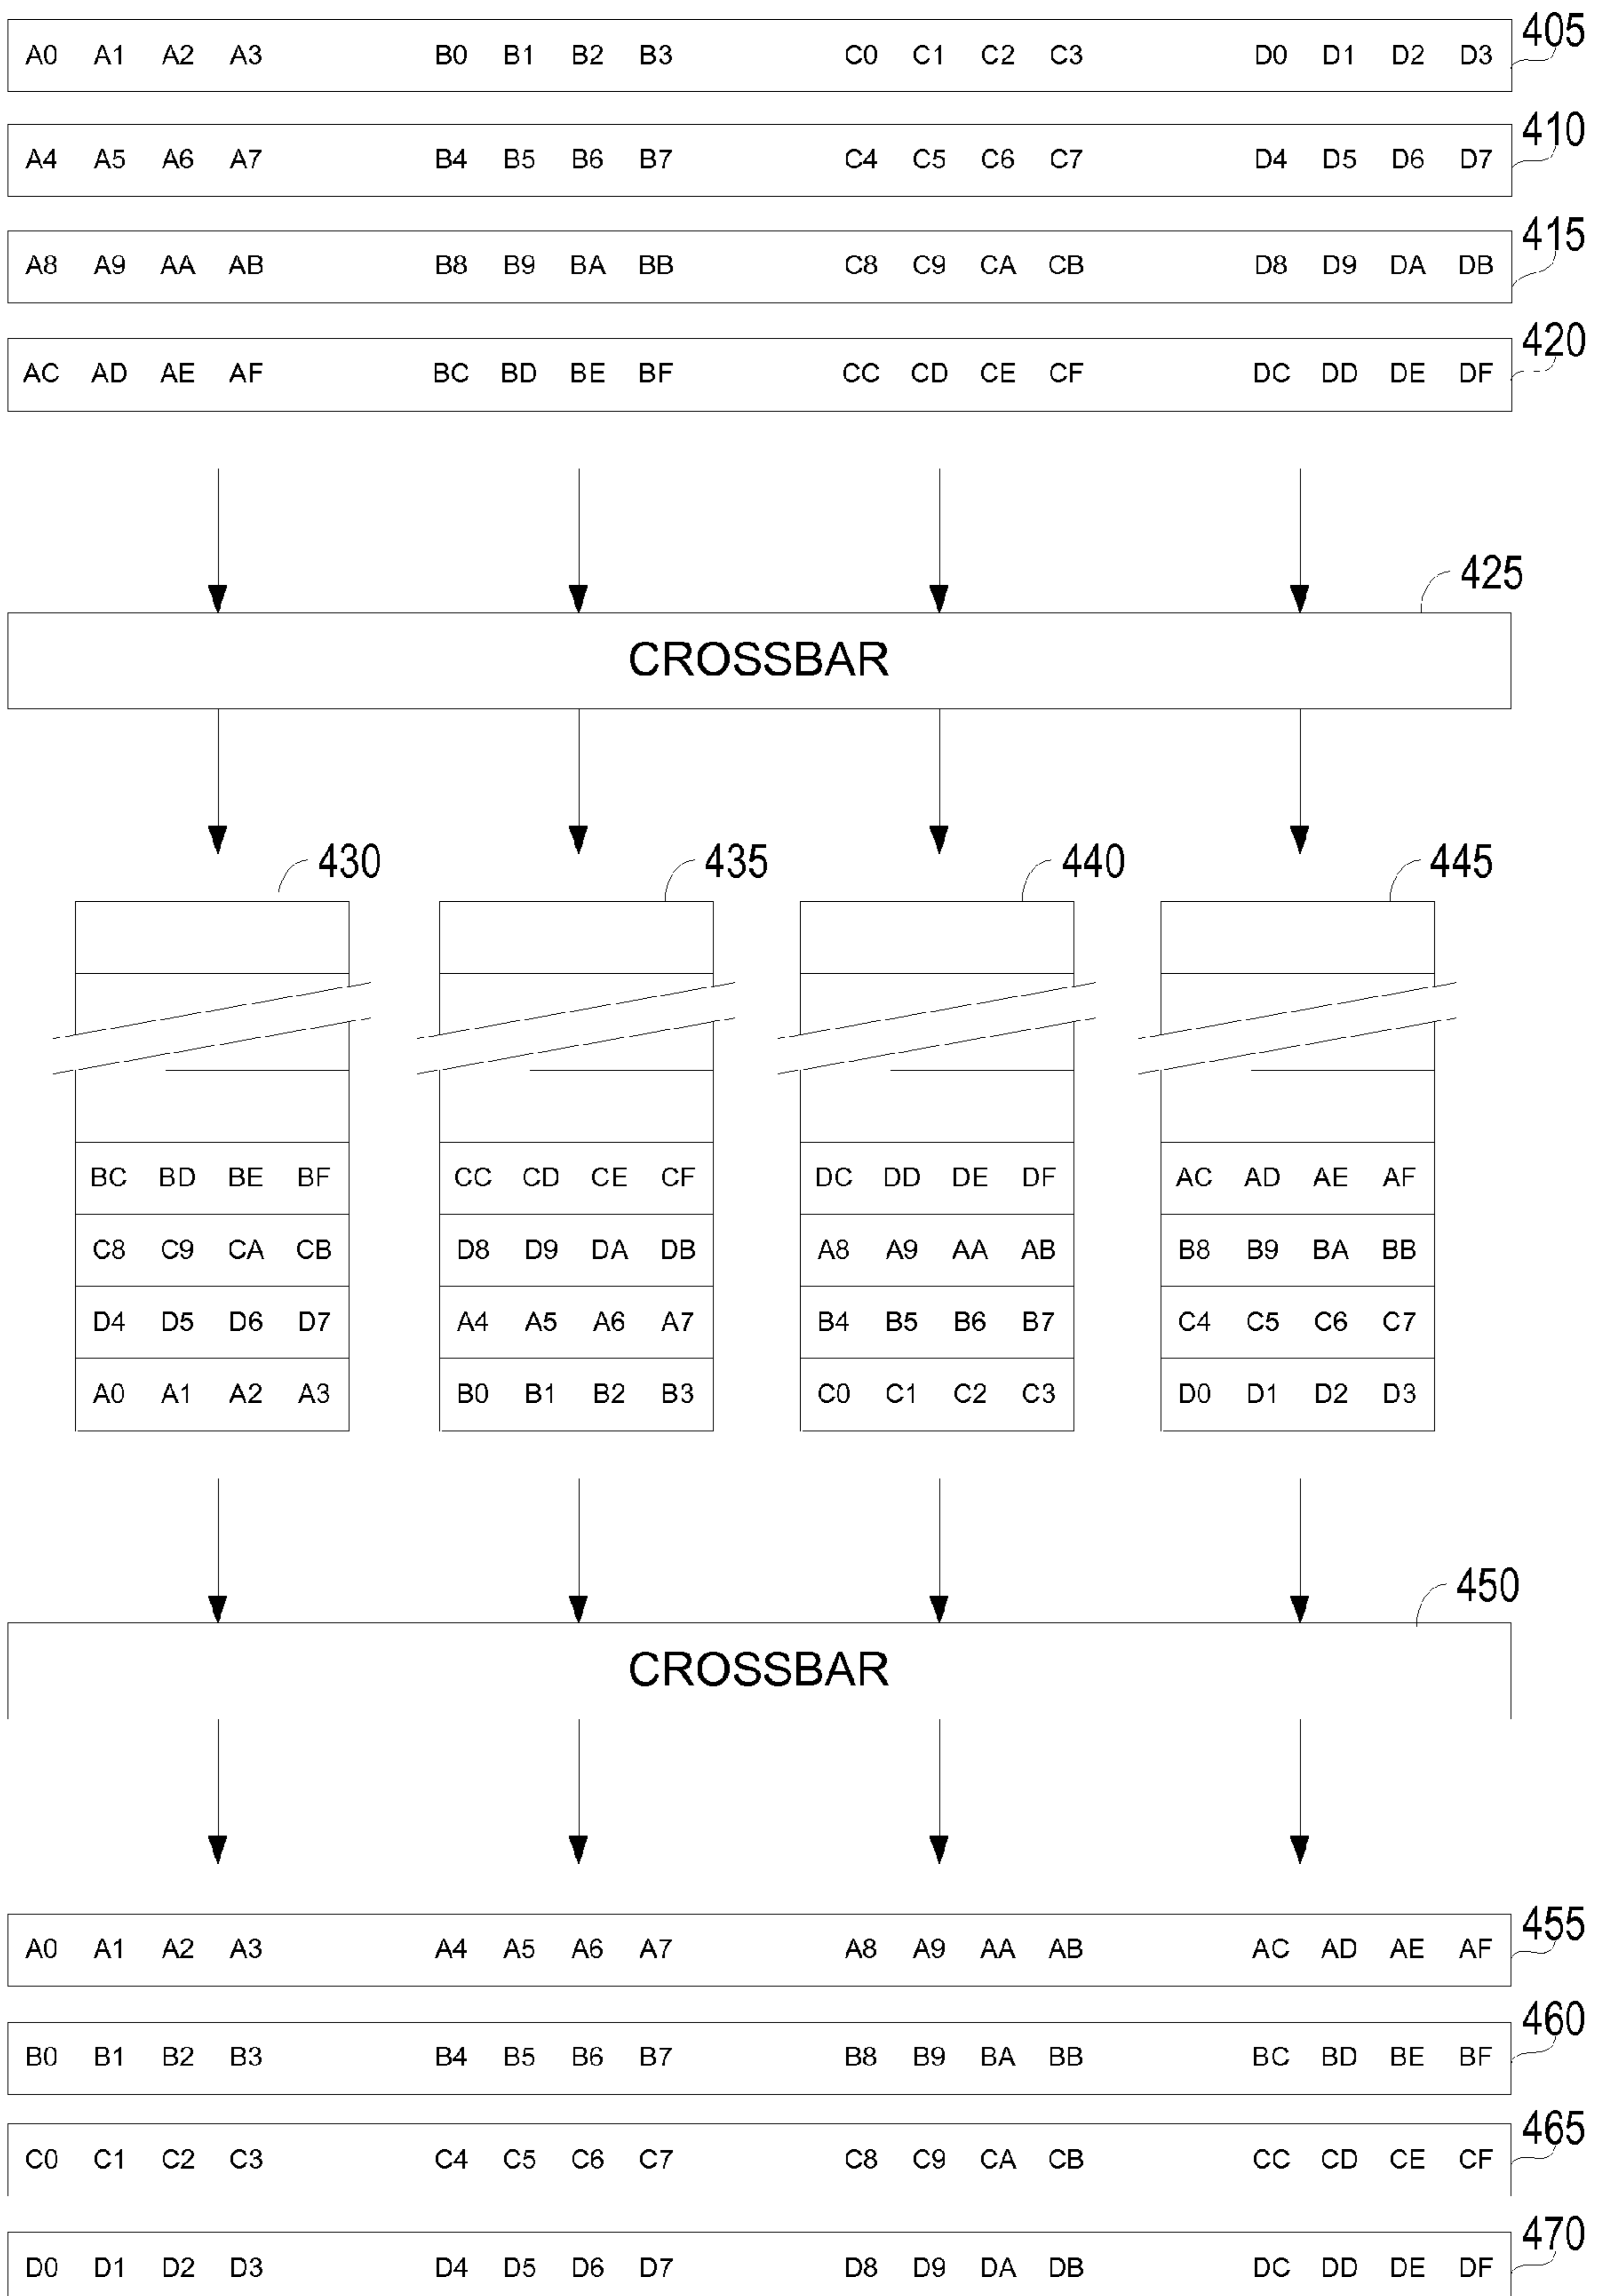 405
A0 A1 A2 A3 B0 B1 B2 B3 C0 C1 C2 C3 D0 D1 D2 D3
410
A4 A5 A6 A7 B4 B5 B6 B7 C4 C5 C6 C7 D4 D5 D6 D7
415
A8 A9 AA AB B8 B9 BA BB C8 C9 CA CB D8 D9 DA DB
420
AC AD AE AF BC BD BE BF CC CD CE CF DC DD DE DF
425
CROSSBAR
430 435 440 445
BC BD BE BF CC CD CE CF DC DD DE DF AC AD AE AF
C8 C9 CA CB D8 D9 DA DB A8 A9 AA AB B8 B9 BA BB
D4 D5 D6 D7 A4 A5 A6 A7 B4 B5 B6 B7 C4 C5 C6 C7
A0 A1 A2 A3 B0 B1 B2 B3 C0 C1 C2 C3 D0 D1 D2 D3
450
CROSSBAR
455
A0 A1 A2 A3 A4 A5 A6 A7 A8 A9 AA AB AC AD AE AF
460
B0 B1 B2 B3 B4 B5 B6 B7 B8 B9 BA BB BC BD BE BF
465
C0 C1 C2 C3 C4 C5 C6 C7 C8 C9 CA CB CC CD CE CF
470
D0 D1 D2 D3 D4 D5 D6 D7 D8 D9 DA DB DC DD DE DF